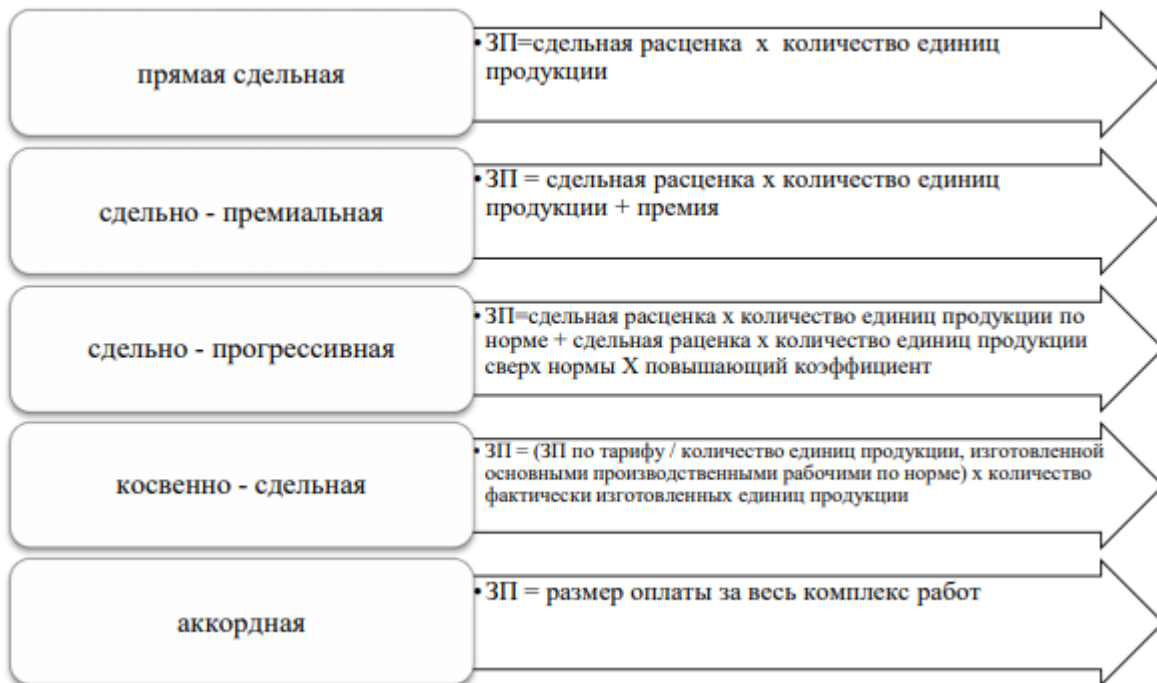 прямая сдельная
•ЗП=сдельная расценка х количество единиц
продукции
сдельно - премиальная
•ЗП = сдельная расценка х количество единиц
продукции + премия
сдельно - прогрессивная
•ЗП=сдельная расценка х количество единиц продукции по
норме + сдельная раценка х количество единиц продукции
сверх нормы Х повышающий коэффициент
косвенно - сдельная
•ЗП = (ЗП по тарифу / количество единиц продукции, изготовленной
основными производственными рабочими по норме) х количество
фактически изготовленных единиц продукции
аккордная
•ЗП = размер оплаты за весь комплекс работ